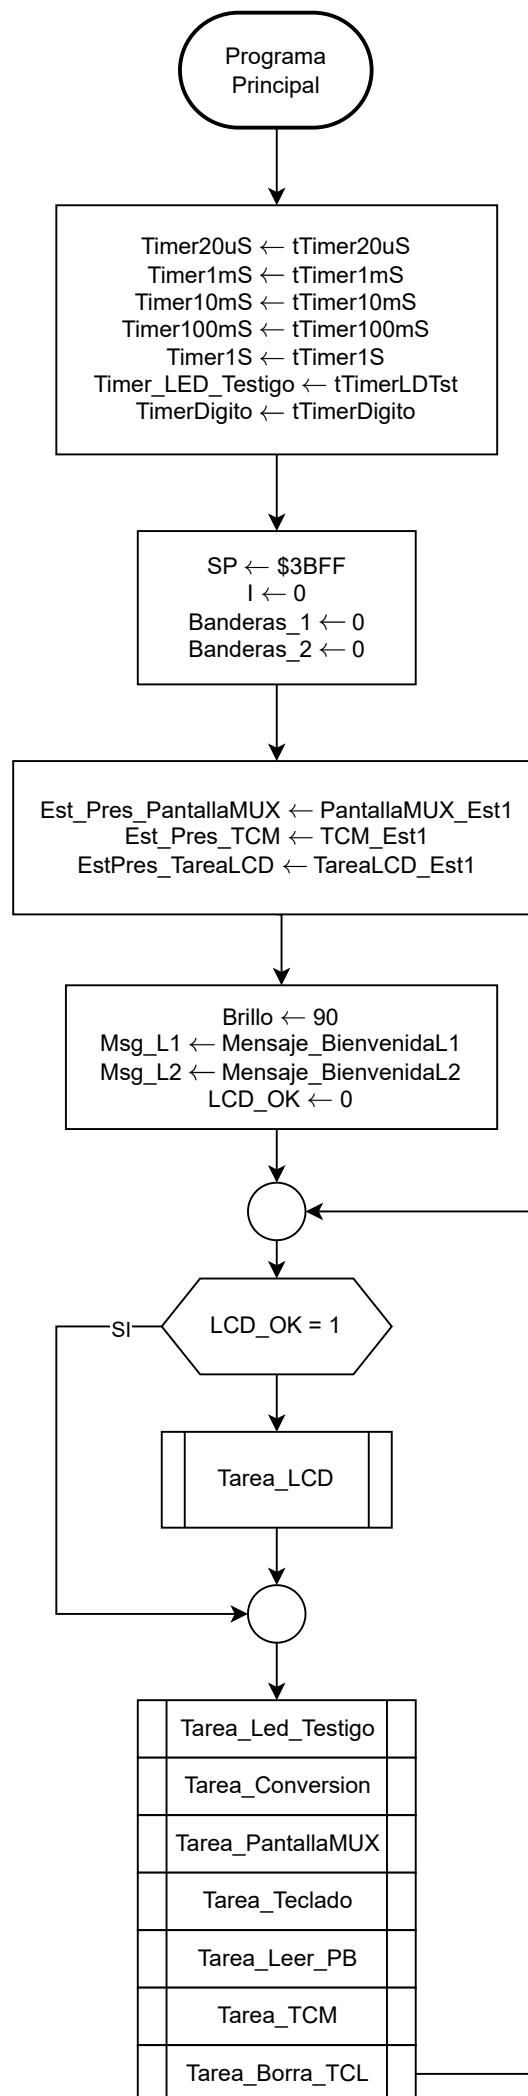 Programa
Principal
Timer20uS ← tTimer20uS
Timer1mS ← tTimer1mS
Timer10mS ← tTimer10mS
Timer100mS ← tTimer100mS
Timer1S ← tTimer1S
Timer_LED_Testigo ← tTimerLDTst
TimerDigito ← tTimerDigito
SP ← $3BFF
I ← 0
Banderas_1 ← 0
Banderas_2 ← 0
Est_Pres_PantallaMUX ← PantallaMUX_Est1
Est_Pres_TCM ← TCM_Est1
EstPres_TareaLCD ← TareaLCD_Est1
Brillo ← 90
Msg_L1 ← Mensaje_BienvenidaL1
Msg_L2 ← Mensaje_BienvenidaL2
LCD_OK ← 0
LCD_OK = 1
SI
Tarea_LCD
Tarea_Led_Testigo
Tarea_Conversion
Tarea_PantallaMUX
Tarea_Teclado
Tarea_Leer_PB
Tarea_TCM
Tarea_Borra_TCL